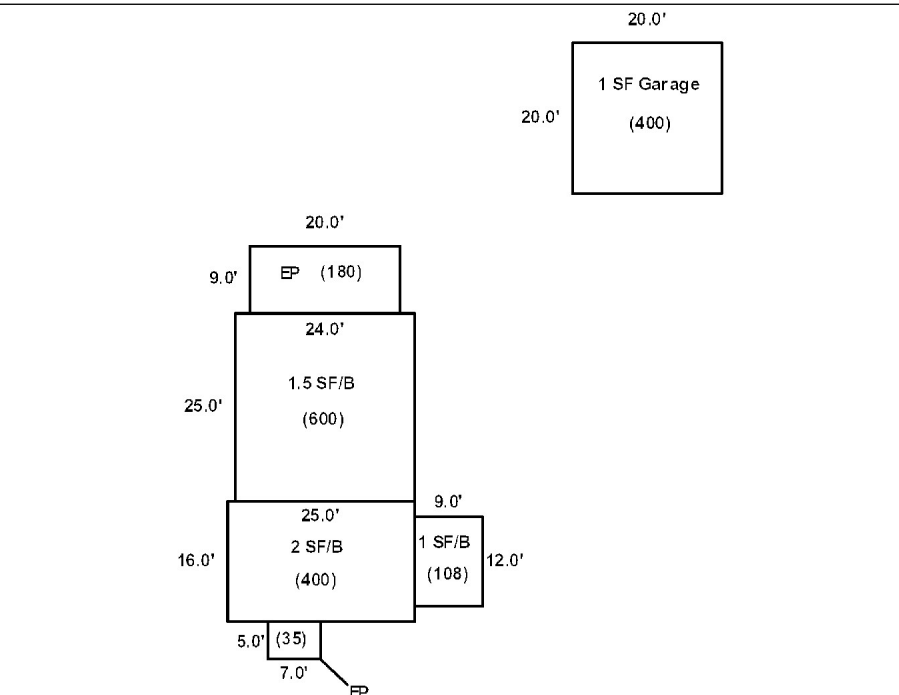 20.0'
1 SF Garage
20.0'
(400)
20.0'
EP (180)
9.0'
24.0'
1.5 SF/B
25.0'
(600)
9.0'
25.0'
2 SF/B
1 SF/B
16.0'
12.0'
(400)
(108)
5.0'
(35)
7.0'
EP